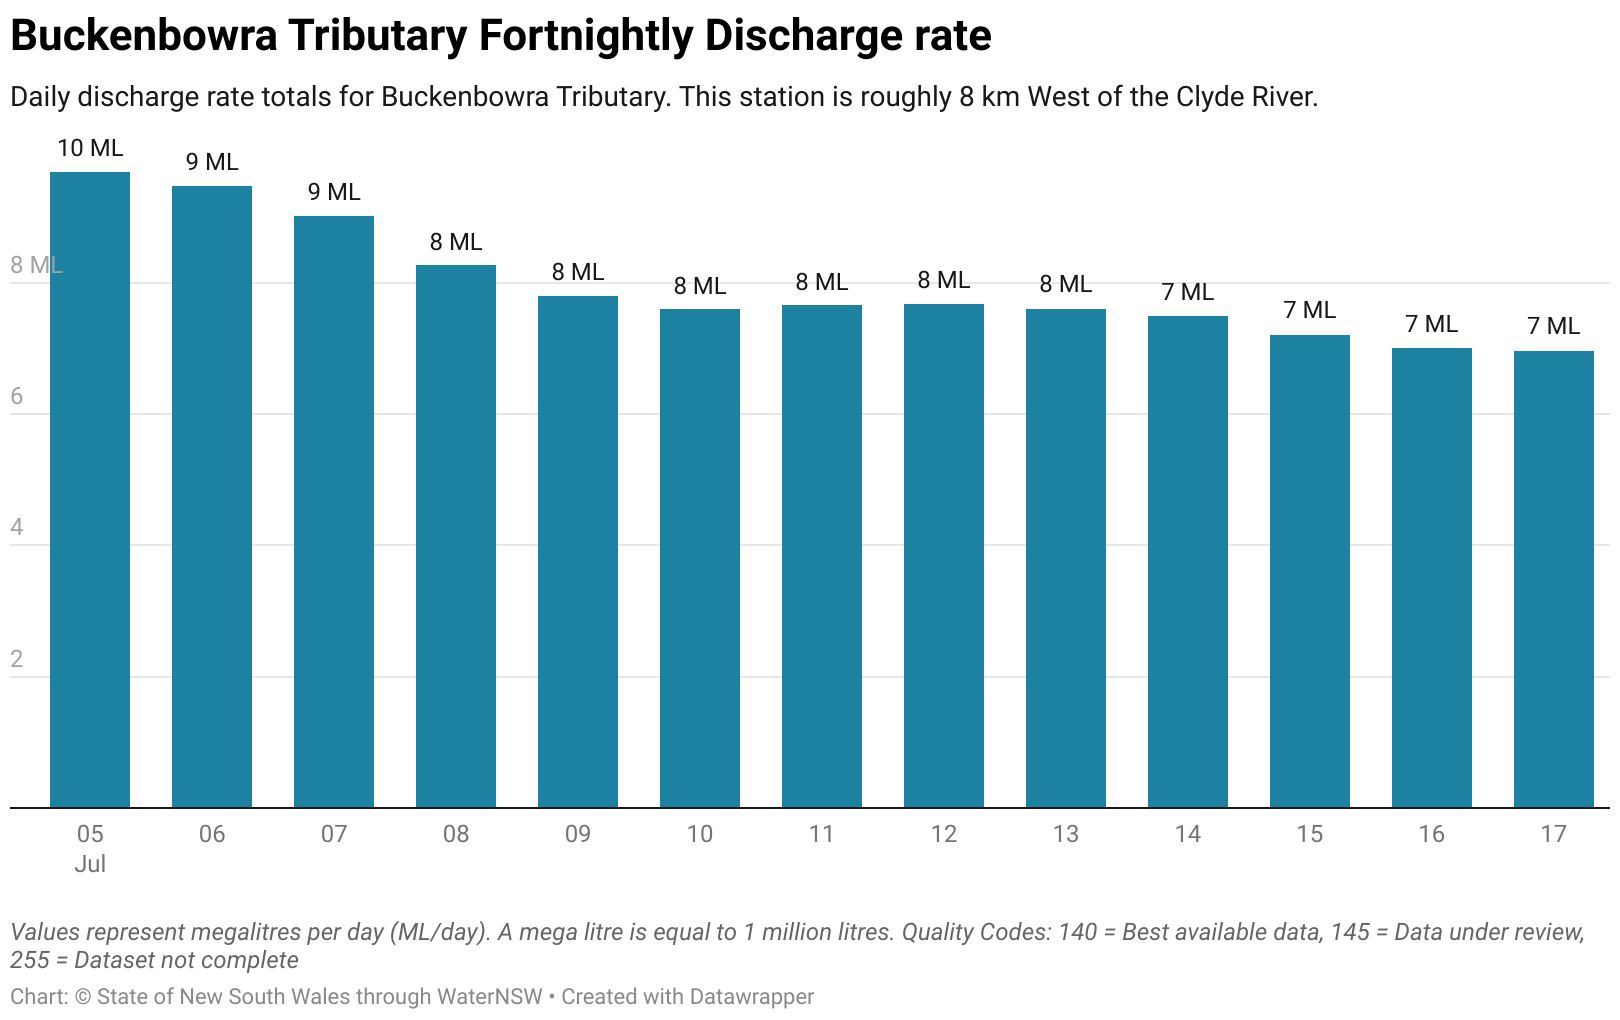 Buckenbowra Tributary Fortnightly Discharge rate
Daily discharge rate totals for Buckenbowra Tributary. This station is roughly 8 km West of the Clyde River.
10 ML
9 ML
9 ML
8 ML
8 ML
8 ML
8 ML
8 ML
8 ML
7 ML
7 ML
7 ML
7 ML
8 ML
6
4
2
05 06 07 08 09 10 11 12 13 14 15 16 17
Jul
Values represent megalitres per day (ML/day). A mega litre is equal to 1 million litres. Quality Codes: 140 = Best available data, 145 = Data under review,
255 = Dataset not complete
Chart: © State of New South Wales through WaterNSW • Created with Datawrapper